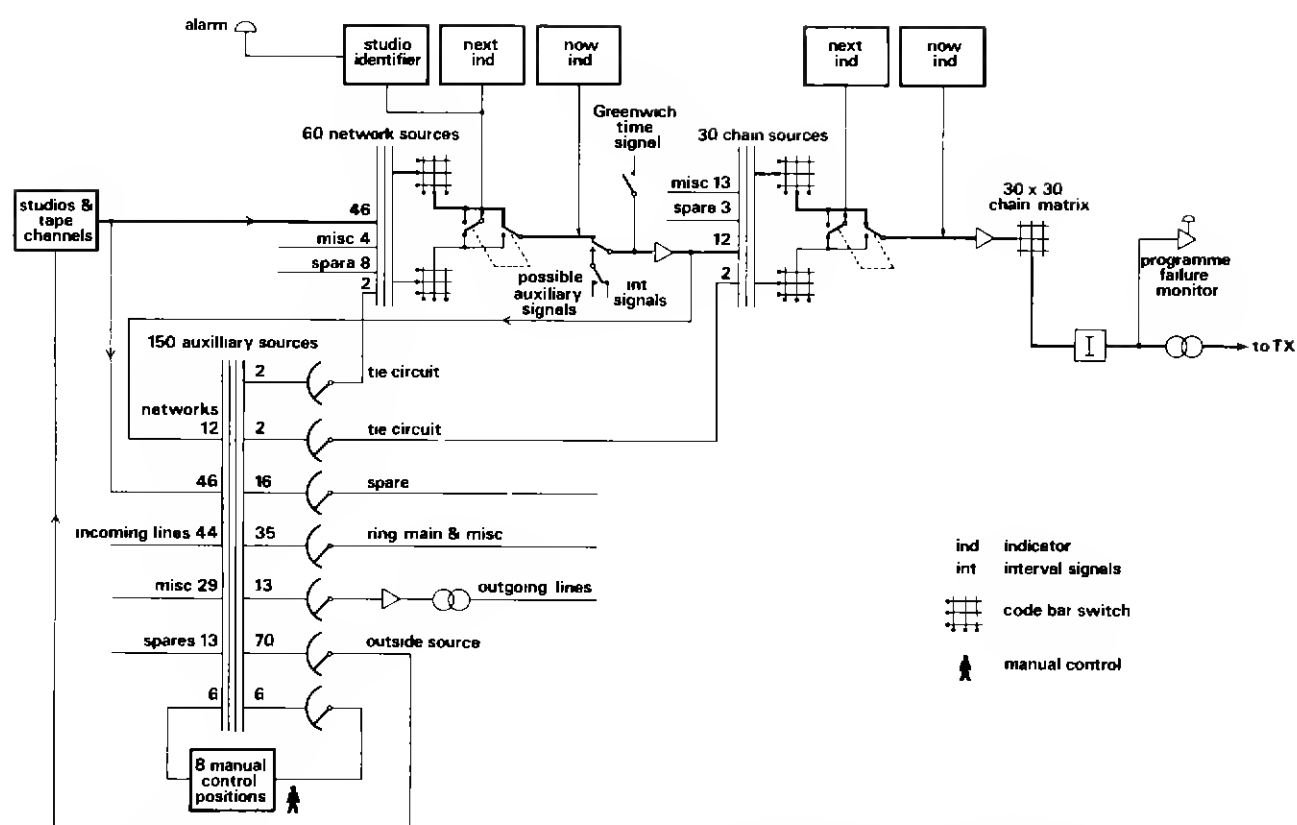 alarm
studio
identifier
next
ind
now
ind
next
ind
now
ind
Greenwich
time
signal
60 network sources
30 chain sources
studios &
tape
channels
46
misc 4
spara 8
2
possible
auxiliary
signals
int
signals
misc 13
spare 3
12
2
30 x 30
chain matrix
programme
failure
monitor
I
to TX
150 auxilliary sources
2
tie circuit
networks
12
2
tie circuit
46
16
spare
incoming lines 44
35
ring main & misc
misc 29
13
outgoing lines
spares 13
70
outside source
6
6
8 manual
control
positions
ind indicator
int interval signals
code bar switch
manual control